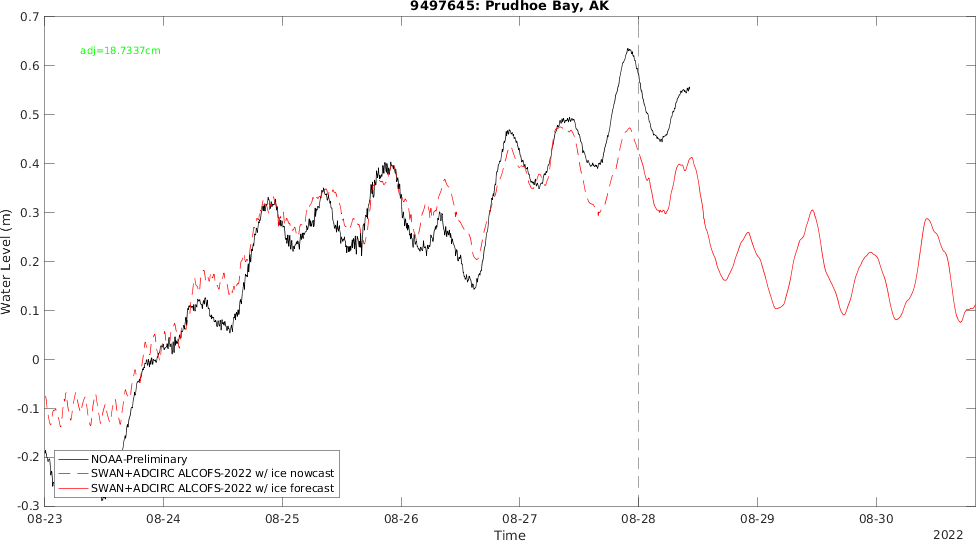 9497645: Prudhoe Bay, AK
adj=18.7337cm
Water Level (m)
0.7
0.6
0.5
0.4
0.3
0.2
0.1
0
-0.1
-0.2
-0.3
NOAA-Preliminary
SWAN+ADCIRC ALCOFS-2022 w/ ice nowcast
SWAN+ADCIRC ALCOFS-2022 w/ ice forecast
08-23 08-24 08-25 08-26 08-27 08-28 08-29 08-30
Time
2022